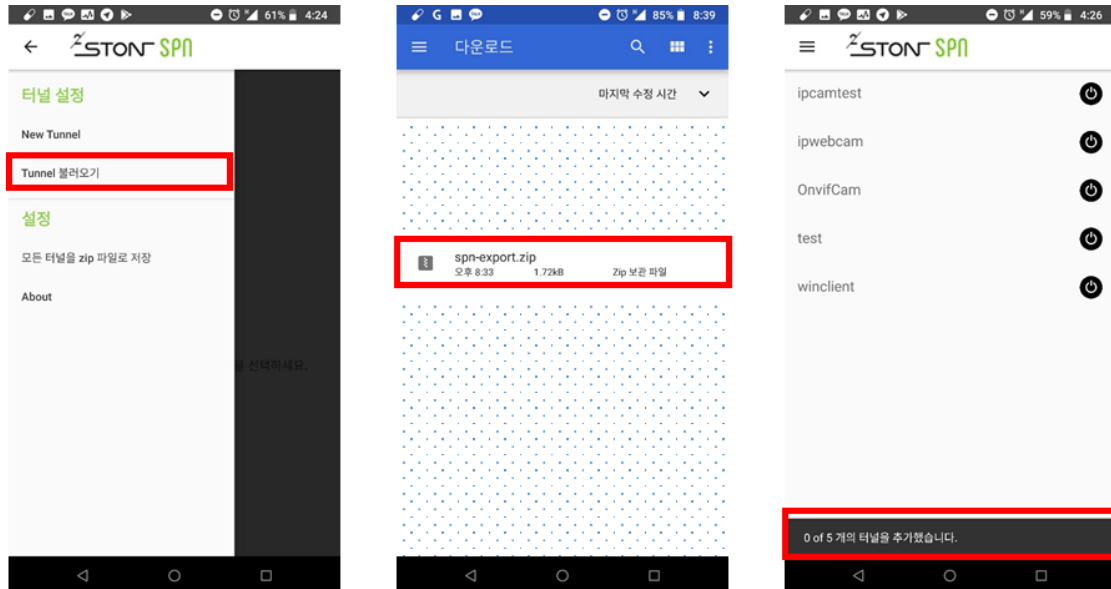 61% 4:24
ZSTONE SPN
터널 설정
New Tunnel
Tunnel 불러오기
설정
모든 터널을 zip 파일로 저장
About
선택하세요.
G 85% 8:39
다운로드
마지막 수정 시간
spn-export.zip
오후 8:33 1.72kB Zip 보관 파일
59% 4:26
ZSTONE SPN
ipcamtest
ipwebcam
OnvifCam
test
winclient
0 of 5 개의 터널을 추가했습니다.